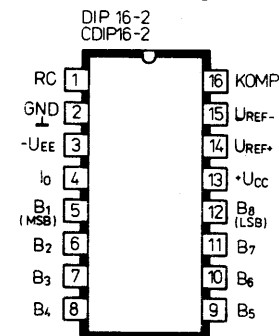 DIP 16-2
CDIP16-2
RC 1
16 KOMP
GND 2
15 UREF-
-UEE 3
14 UREF+
I0 4
13 +UCC
B1 5
(MSB)
12 B8
(LSB)
B2 6
11 B7
B3 7
10 B6
B4 8
9 B5